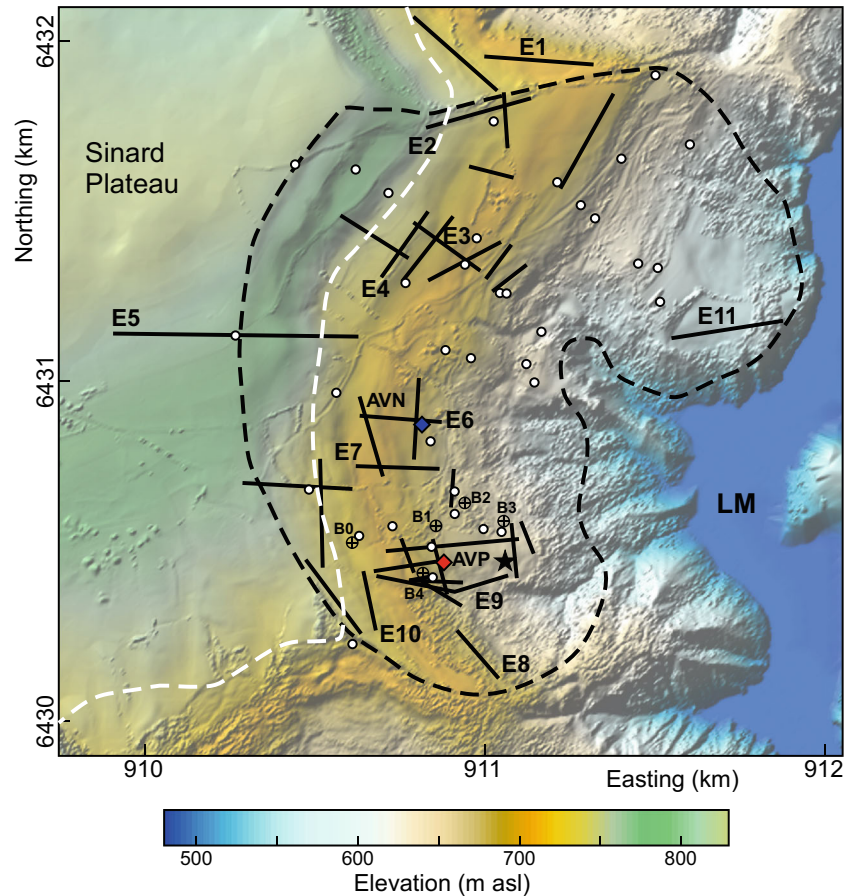 6432
E1
E2
Sinard
Plateau
Northing (km)
E3
E4
E5
E11
6431
AVN
E6
E7
LM
B2
B3
B1
B0
AVP
B4
E9
E10
E8
6430
910
911
912
Easting (km)
500
600
700
800
Elevation (m asl)